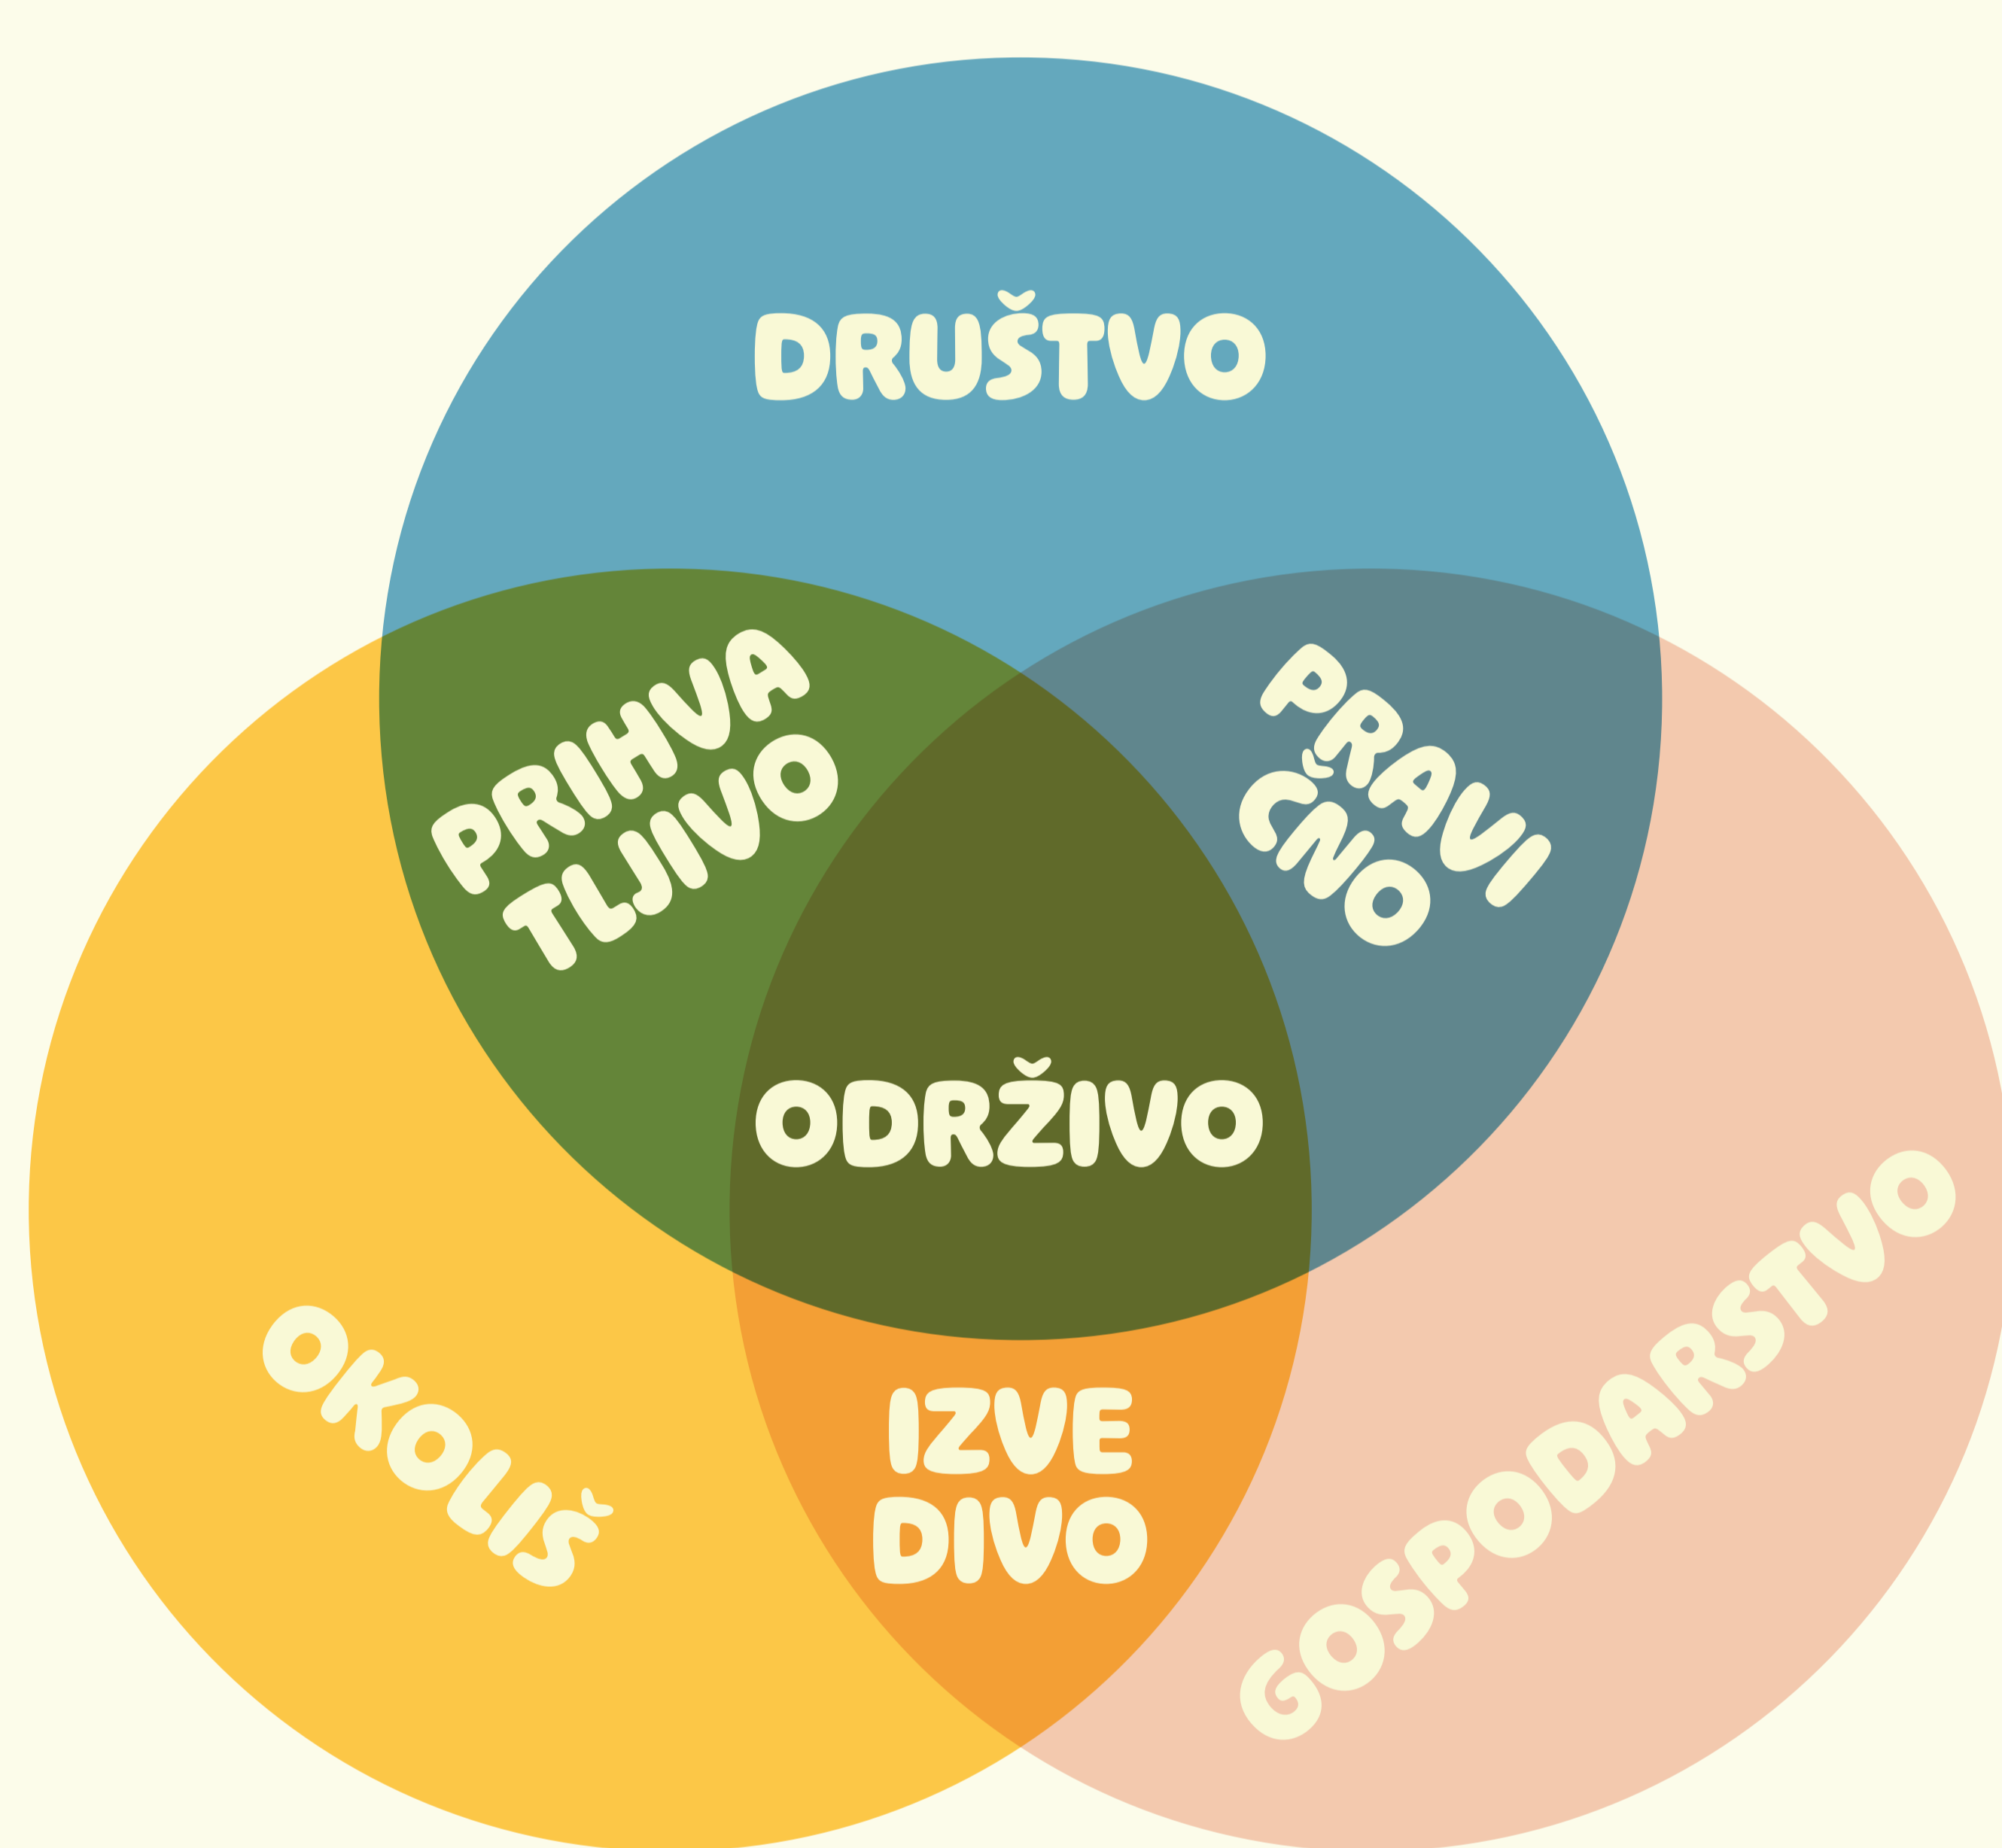 DRUŠTVO
PRIHVA
TLJIVO
PRAVI
ČNO
ODRŽIVO
OKOLIŠ
IZVE
DIVO
GOSPODARSTVO